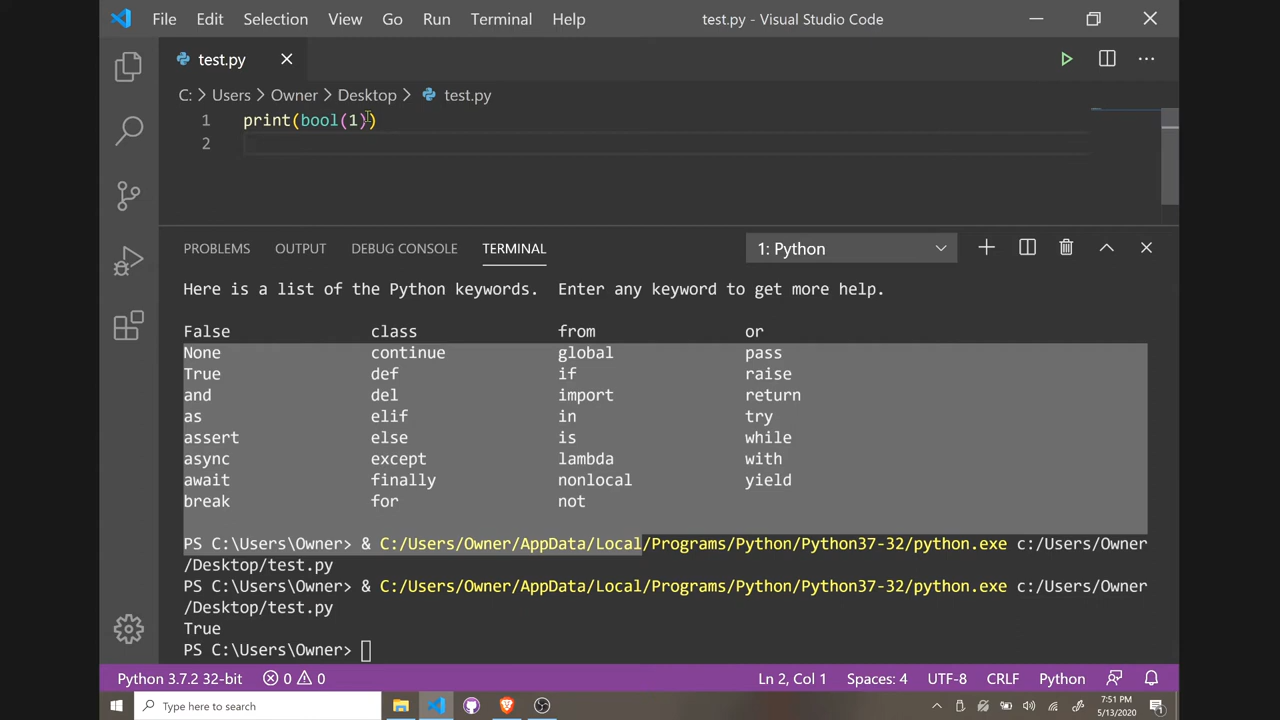 File Edit Selection View Go Run Terminal Help test.py - Visual Studio Code
test.py
C: > Users > Owner > Desktop > test.py
1 print(bool(1))
2
PROBLEMS OUTPUT DEBUG CONSOLE TERMINAL 1: Python
Here is a list of the Python keywords.  Enter any keyword to get more help.
False class from or
None continue global pass
True def if raise
and del import return
as elif in try
assert else is while
async except lambda with
await finally nonlocal yield
break for not
PS C:\Users\Owner> & C:/Users/Owner/AppData/Local/Programs/Python/Python37-32/python.exe c:/Users/Owner
/Desktop/test.py
PS C:\Users\Owner> & C:/Users/Owner/AppData/Local/Programs/Python/Python37-32/python.exe c:/Users/Owner
/Desktop/test.py
True
PS C:\Users\Owner>
Python 3.7.2 32-bit 0 0 Ln 2, Col 1 Spaces: 4 UTF-8 CRLF Python
Type here to search
7:51 PM
5/13/2020
1